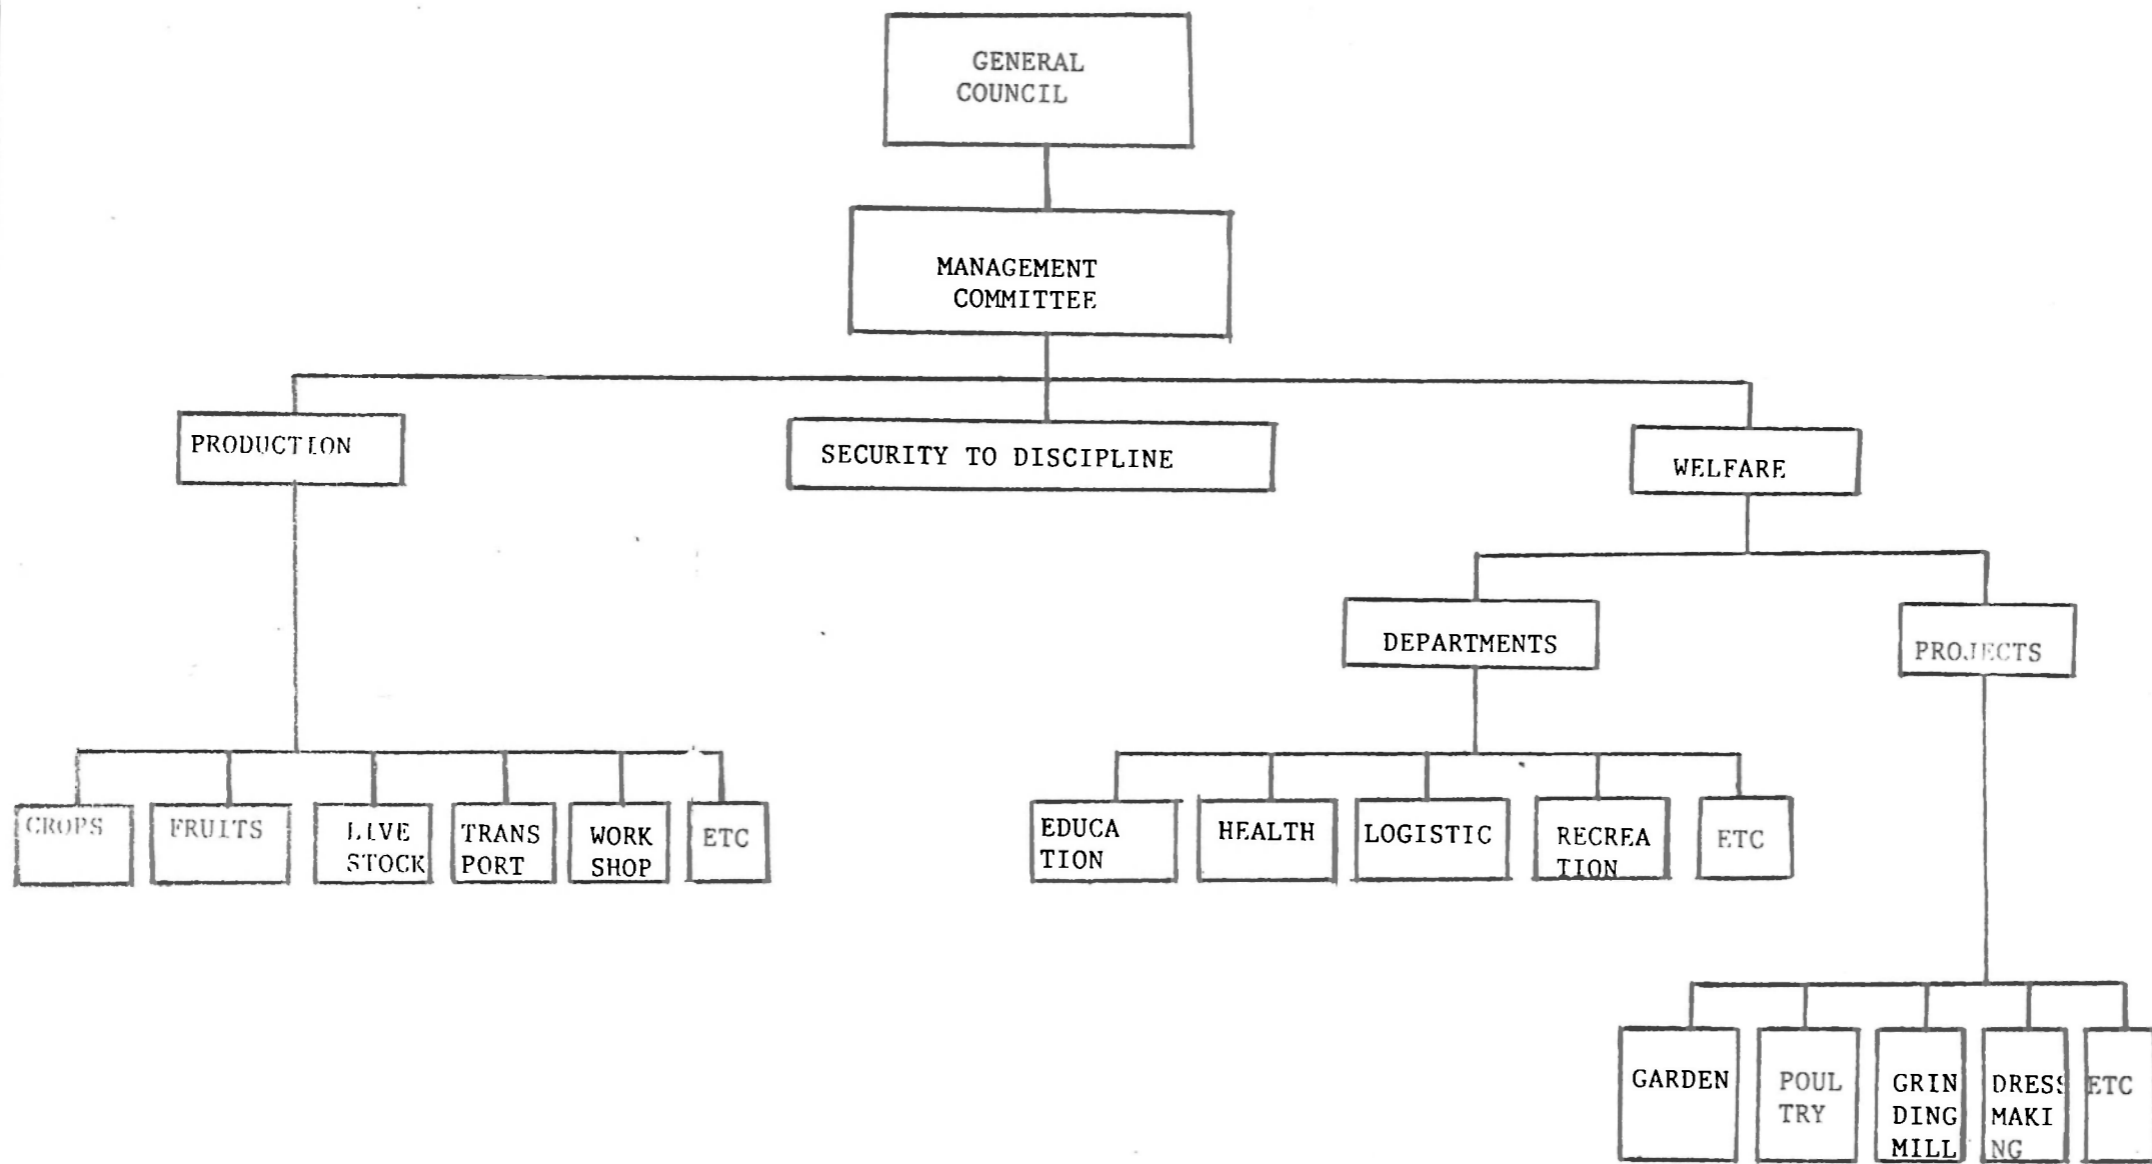 GENERAL
COUNCIL
MANAGEMENT
COMMITTEE
PRODUCTION
SECURITY TO DISCIPLINE
WELFARE
DEPARTMENTS
PROJECTS
CROPS
FRUITS
LIVE
STOCK
TRANS
PORT
WORK
SHOP
ETC
EDUCA
TION
HEALTH
LOGISTIC
RECREA
TION
ETC
GARDEN
POUL
TRY
GRIN
DING
MILL
DRESS
MAKI
NG
ETC